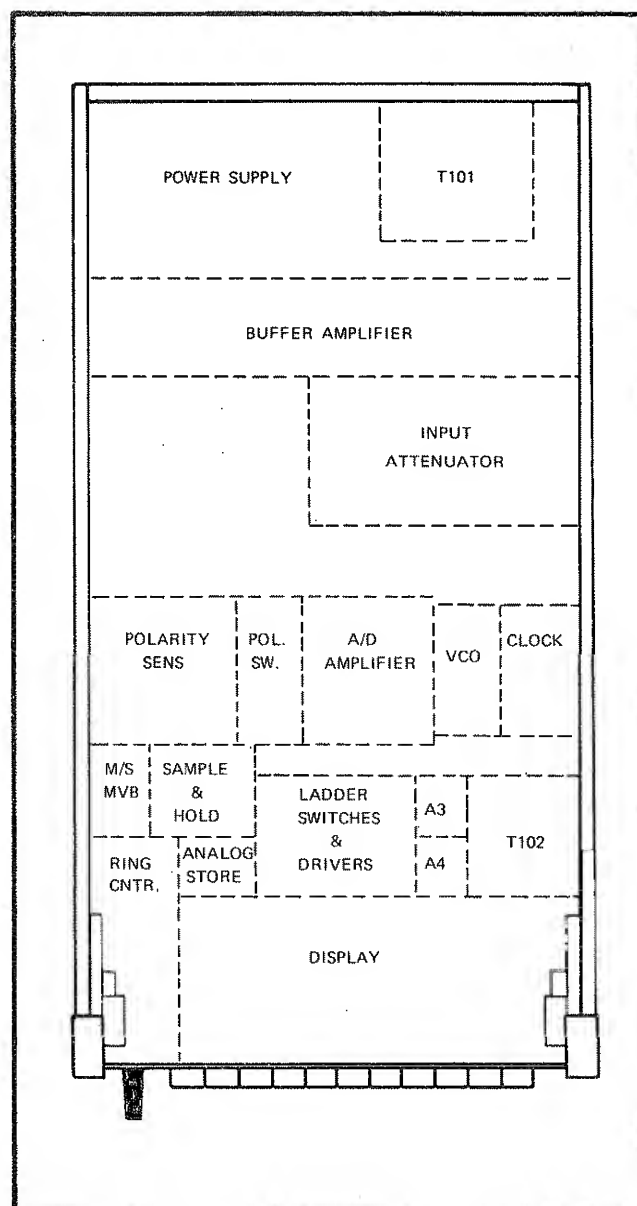 POWER SUPPLY
T101
BUFFER AMPLIFIER
INPUT
ATTENUATOR
POLARITY
SENS
POL.
SW.
A/D
AMPLIFIER
VCO
CLOCK
M/S
MVB
SAMPLE
&
HOLD
LADDER
SWITCHES
&
DRIVERS
A3
A4
T102
RING
CNTR.
ANALOG
STORE
DISPLAY